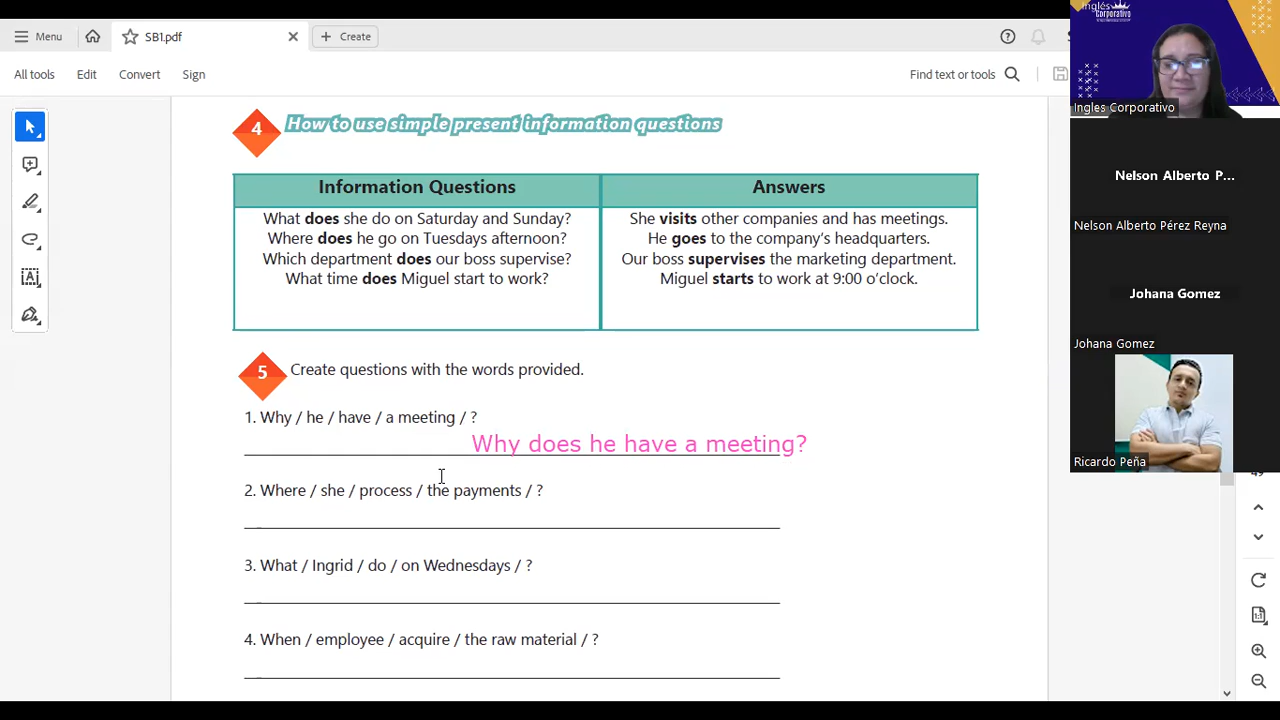 Menu
SB1.pdf
Create
All tools
Edit
Convert
Sign
Find text or tools
4 How to use simple present information questions
Information Questions
Answers
What does she do on Saturday and Sunday?
She visits other companies and has meetings.
Where does he go on Tuesdays afternoon?
He goes to the company's headquarters.
Which department does our boss supervise?
Our boss supervises the marketing department.
What time does Miguel start to work?
Miguel starts to work at 9:00 o'clock.
5 Create questions with the words provided.
1. Why / he / have / a meeting / ?
Why does he have a meeting?
2. Where / she / process / the payments / ?
3. What / Ingrid / do / on Wednesdays / ?
4. When / employee / acquire / the raw material / ?
Inglés
corporativo
Ingles Corporativo
Nelson Alberto P...
Nelson Alberto Pérez Reyna
Johana Gomez
Johana Gomez
Ricardo Peña
1:1